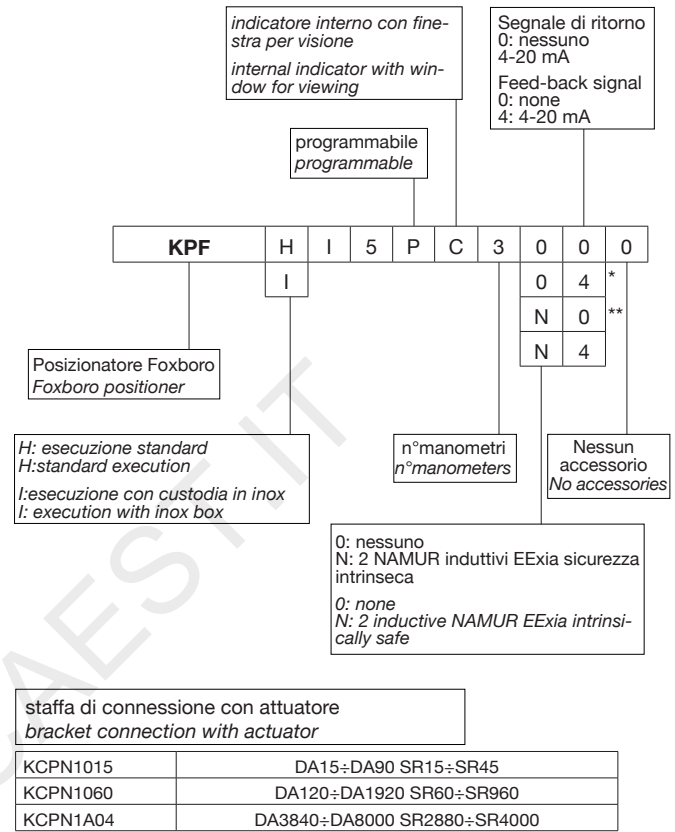 indicatore interno con fine-
stra per visione
internal indicator with win-
dow for viewing
Segnale di ritorno
0: nessuno
4-20 mA
Feed-back signal
0: none
4: 4-20 mA
programmabile
programmable
KPF H I 5 P C 3 0 0 0
I 0 4 *
N 0 **
N 4
Posizionatore Foxboro
Foxboro positioner
H: esecuzione standard
H:standard execution
I:esecuzione con custodia in inox
I: execution with inox box
n°manometri
n°manometers
Nessun
accessorio
No accessories
0: nessuno
N: 2 NAMUR induttivi EExia sicurezza
intrinseca
0: none
N: 2 inductive NAMUR EExia intrinsi-
cally safe
staffa di connessione con attuatore
bracket connection with actuator
KCPN1015 DA15÷DA90 SR15÷SR45
KCPN1060 DA120÷DA1920 SR60÷SR960
KCPN1A04 DA3840÷DA8000 SR2880÷SR4000
CAEST.IT